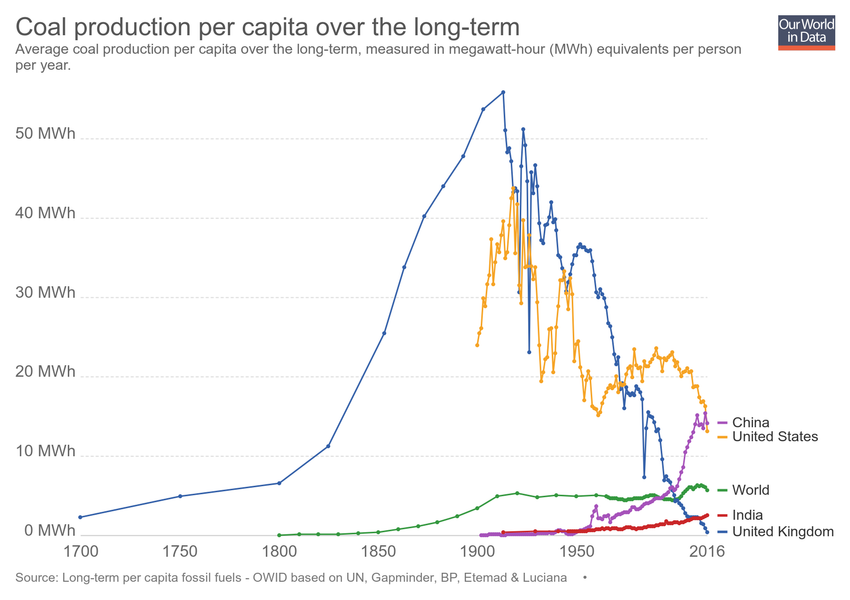 Coal production per capita over the long-term
Our World
in Data
Average coal production per capita over the long-term, measured in megawatt-hour (MWh) equivalents per person
per year.
50 MWh
40 MWh
30 MWh
20 MWh
10 MWh
0 MWh
China
United States
World
India
United Kingdom
1700 1750 1800 1850 1900 1950 2016
Source: Long-term per capita fossil fuels - OWID based on UN, Gapminder, BP, Etemad & Luciana •